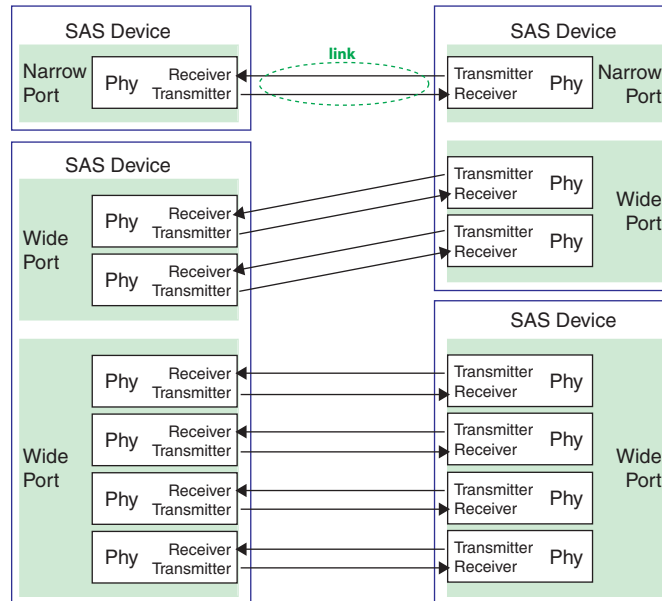 SAS Device
Narrow
Port
Phy
Receiver
Transmitter
link
SAS Device
Transmitter
Receiver
Phy
Narrow
Port
SAS Device
Wide
Port
Phy
Receiver
Transmitter
Phy
Receiver
Transmitter
Transmitter
Receiver
Phy
Transmitter
Receiver
Phy
Wide
Port
Wide
Port
Phy
Receiver
Transmitter
Phy
Receiver
Transmitter
Phy
Receiver
Transmitter
Phy
Receiver
Transmitter
SAS Device
Transmitter
Receiver
Phy
Transmitter
Receiver
Phy
Transmitter
Receiver
Phy
Transmitter
Receiver
Phy
Wide
Port